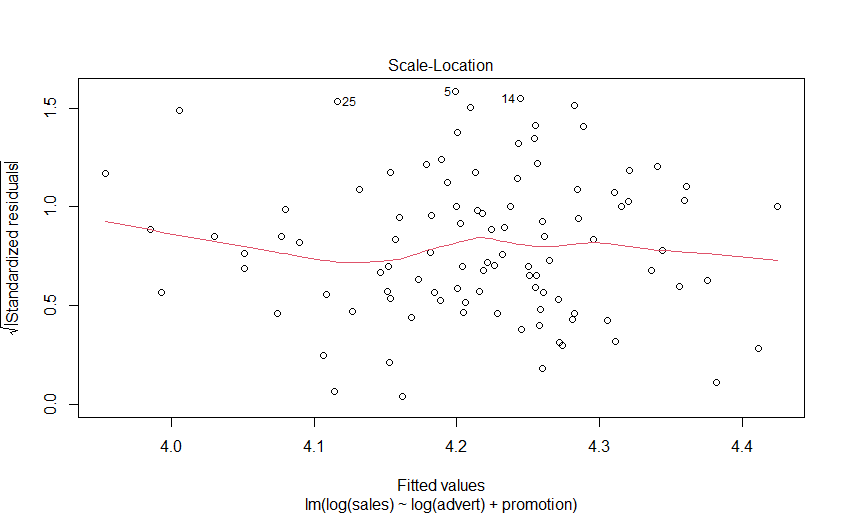 Scale-Location
√|Standardized residuals|
1.5
1.0
0.5
0.0
25
5
14
4.0 4.1 4.2 4.3 4.4
Fitted values
lm(log(sales) ~ log(advert) + promotion)